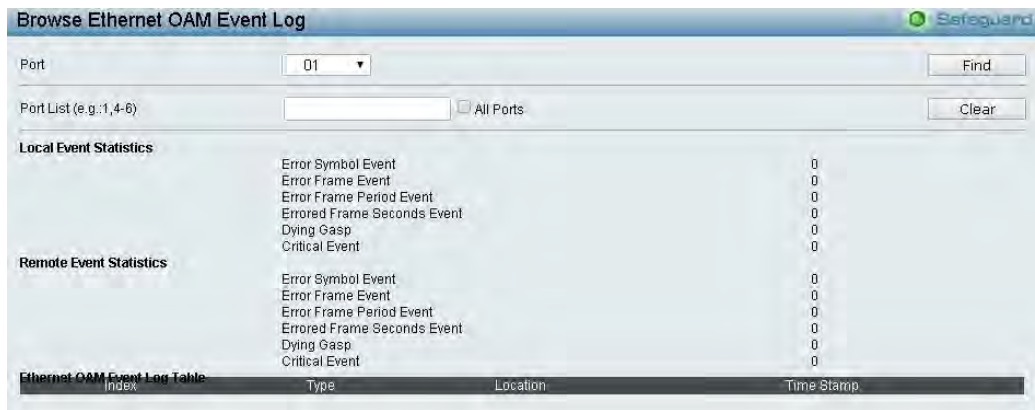 Browse Ethernet OAM Event Log
Safeguard
Port 01 Find
Port List (e.g.:1,4-6) All Ports Clear
Local Event Statistics
Error Symbol Event 0
Error Frame Event 0
Error Frame Period Event 0
Errored Frame Seconds Event 0
Dying Gasp 0
Critical Event 0
Remote Event Statistics
Error Symbol Event 0
Error Frame Event 0
Error Frame Period Event 0
Errored Frame Seconds Event 0
Dying Gasp 0
Critical Event 0
Ethernet OAM Event Log Table
Index Type Location Time Stamp